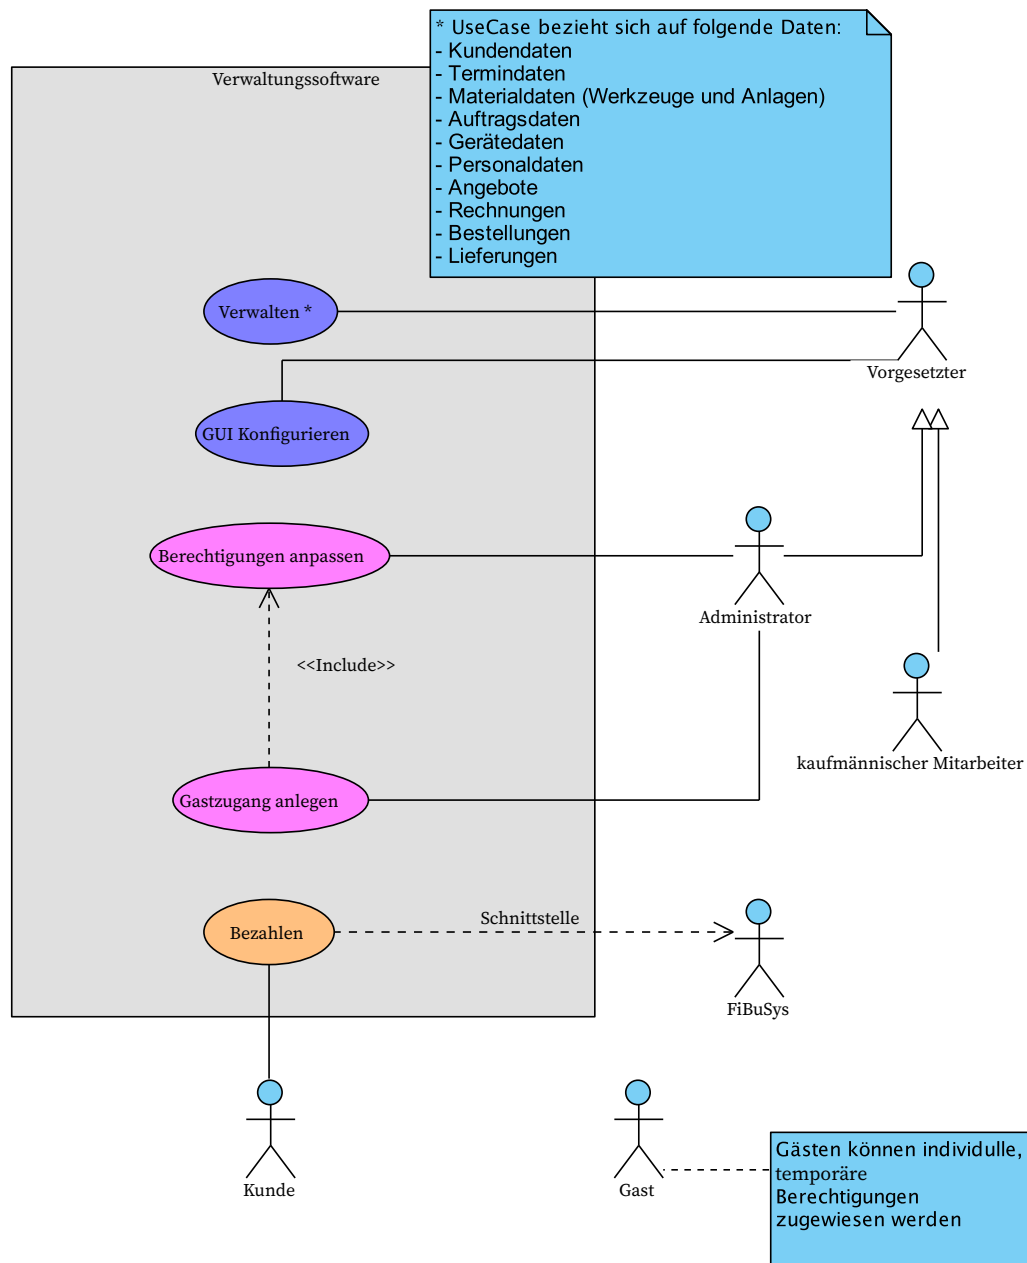 * UseCase bezieht sich auf folgende Daten:
- Kundendaten
- Termindaten
- Materialdaten (Werkzeuge und Anlagen)
- Auftragsdaten
- Gerätedaten
- Personaldaten
- Angebote
- Rechnungen
- Bestellungen
- Lieferungen
Verwaltungssoftware
Verwalten *
Vorgesetzter
GUI Konfigurieren
Berechtigungen anpassen
Administrator
<<Include>>
kaufmännischer Mitarbeiter
Gastzugang anlegen
Schnittstelle
Bezahlen
FiBuSys
Kunde
Gast
Gästen können individulle,
temporäre
Berechtigungen
zugewiesen werden